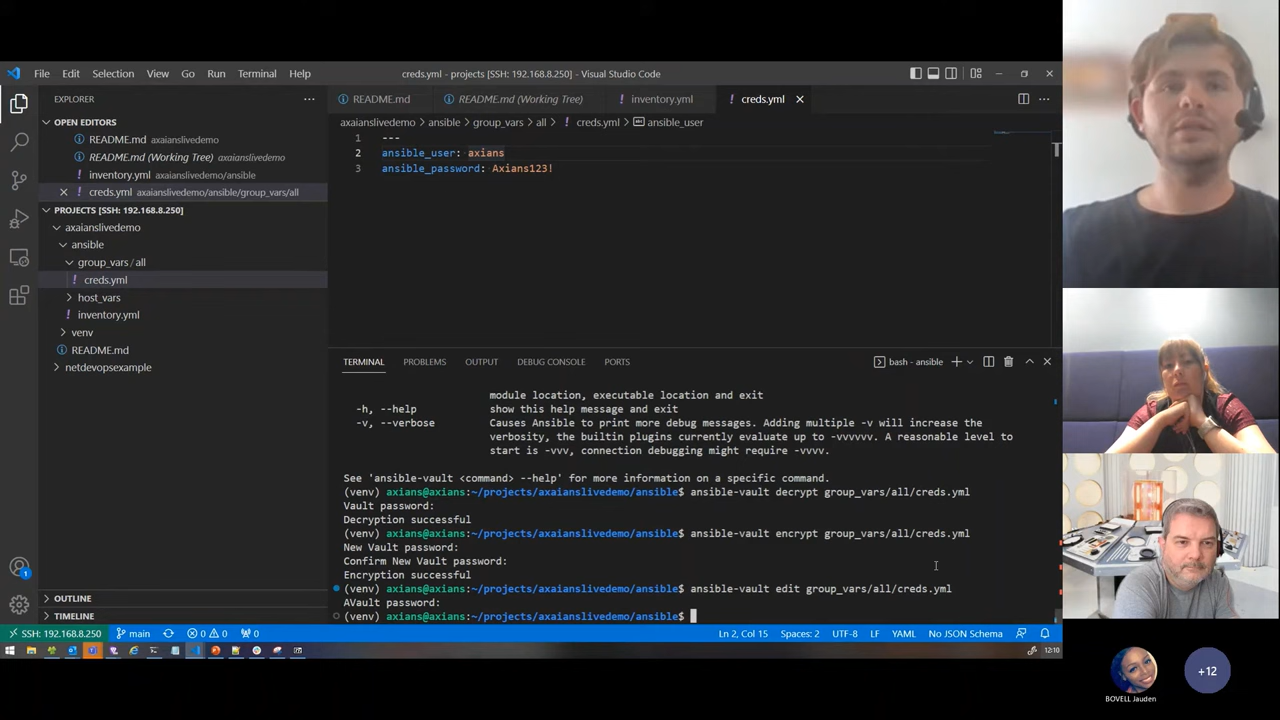 File Edit Selection View Go Run Terminal Help
creds.yml - projects [SSH: 192.168.8.250] - Visual Studio Code
EXPLORER
OPEN EDITORS
README.md axaianslivedemo
README.md (Working Tree) axaianslivedemo
inventory.yml axaianslivedemo/ansible
creds.yml axaianslivedemo/ansible/group_vars/all
PROJECTS [SSH: 192.168.8.250]
axaianslivedemo
ansible
group_vars / all
creds.yml
host_vars
inventory.yml
venv
README.md
netdevopsexample
OUTLINE
TIMELINE
README.md README.md (Working Tree) inventory.yml creds.yml
axaianslivedemo > ansible > group_vars > all > creds.yml > ansible_user
1 ---
2 ansible_user: axians
3 ansible_password: Axians123!
TERMINAL PROBLEMS OUTPUT DEBUG CONSOLE PORTS
bash - ansible
module location, executable location and exit
-h, --help show this help message and exit
-v, --verbose Causes Ansible to print more debug messages. Adding multiple -v will increase the
verbosity, the builtin plugins currently evaluate up to -vvvvvv. A reasonable level to
start is -vvv, connection debugging might require -vvvv.
See 'ansible-vault <command> --help' for more information on a specific command.
(venv) axians@axians:~/projects/axaianslivedemo/ansible$ ansible-vault decrypt group_vars/all/creds.yml
Vault password:
Decryption successful
(venv) axians@axians:~/projects/axaianslivedemo/ansible$ ansible-vault encrypt group_vars/all/creds.yml
New Vault password:
Confirm New Vault password:
Encryption successful
(venv) axians@axians:~/projects/axaianslivedemo/ansible$ ansible-vault edit group_vars/all/creds.yml
AVault password:
(venv) axians@axians:~/projects/axaianslivedemo/ansible$
1
SSH: 192.168.8.250 main 0 0 0 Ln 2, Col 15 Spaces: 2 UTF-8 LF YAML No JSON Schema
12:10
+12
BOVELL Jauden